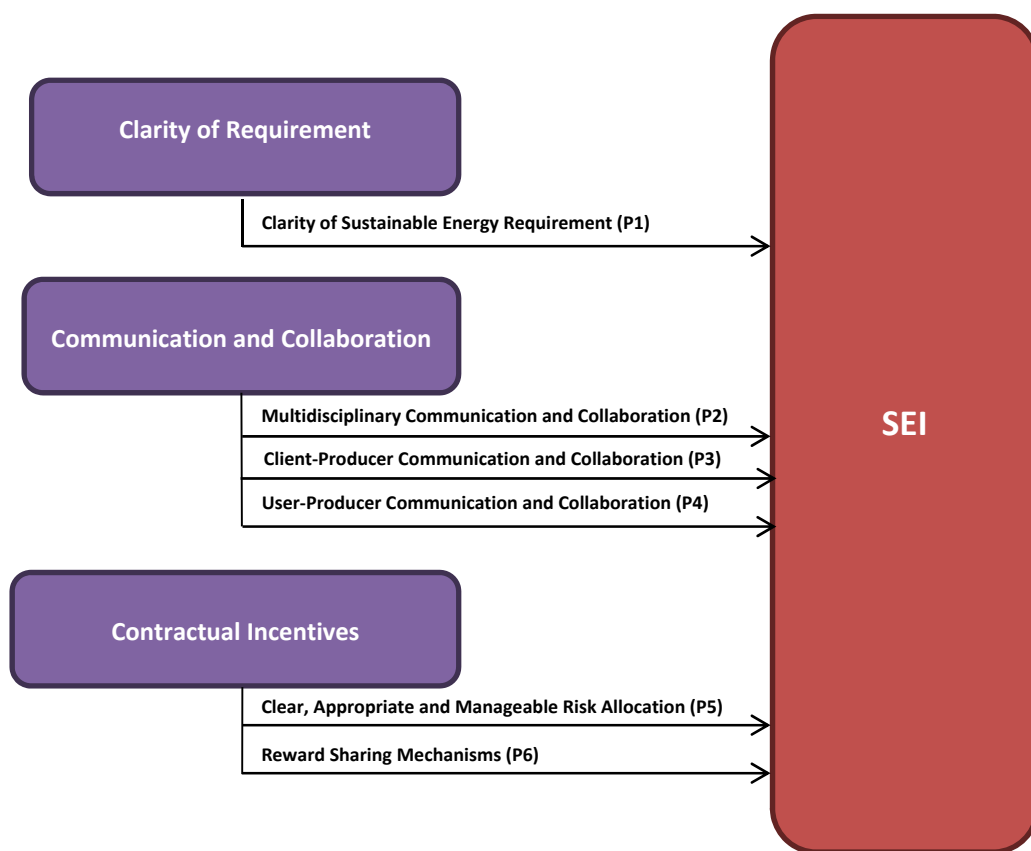 Clarity of Requirement
Clarity of Sustainable Energy Requirement (P1)
Communication and Collaboration
Multidisciplinary Communication and Collaboration (P2)
Client-Producer Communication and Collaboration (P3)
User-Producer Communication and Collaboration (P4)
SEI
Contractual Incentives
Clear, Appropriate and Manageable Risk Allocation (P5)
Reward Sharing Mechanisms (P6)